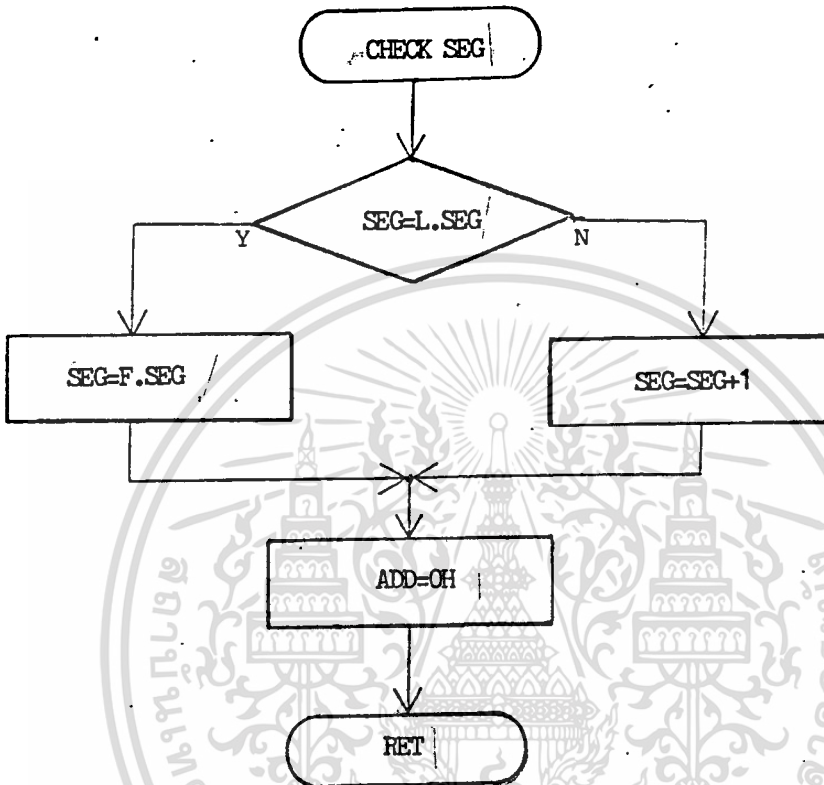 CHECK SEG
SEG=L.SEG
Y
N
SEG=F.SEG
SEG=SEG+1
ADD=0H
RET